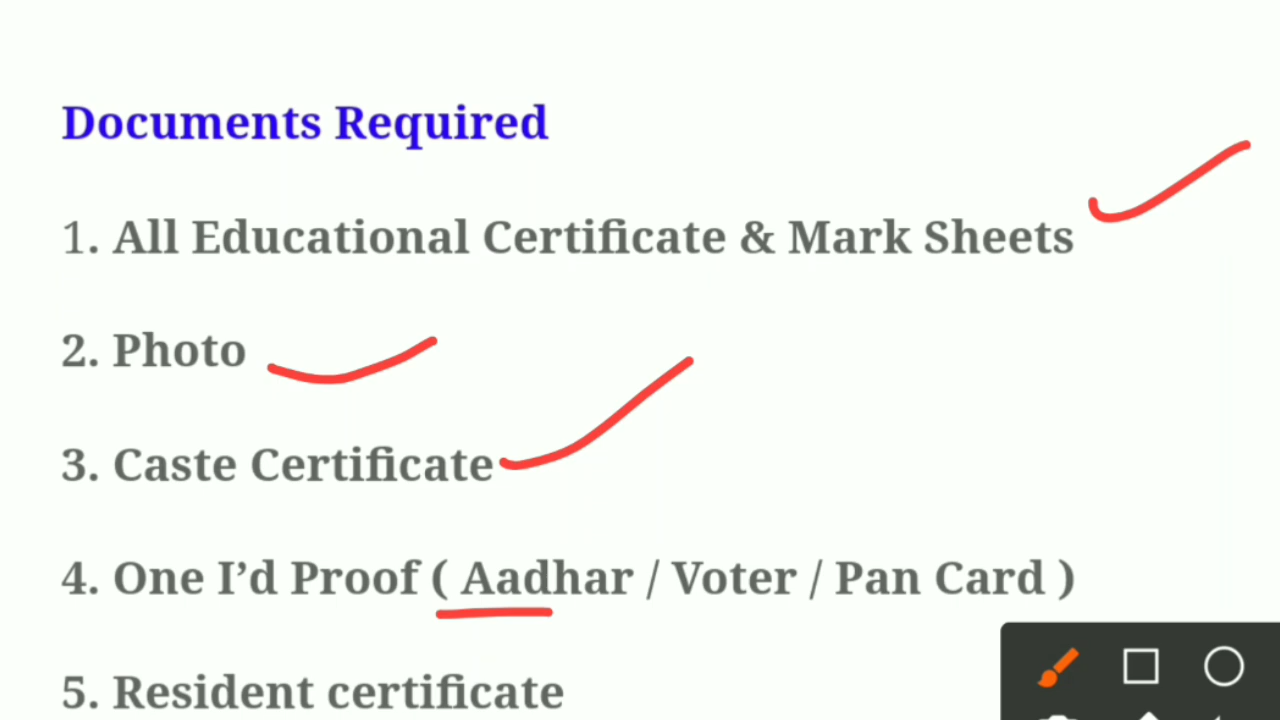 Documents Required
1. All Educational Certificate & Mark Sheets
2. Photo
3. Caste Certificate
4. One I’d Proof ( Aadhar / Voter / Pan Card )
5. Resident certificate